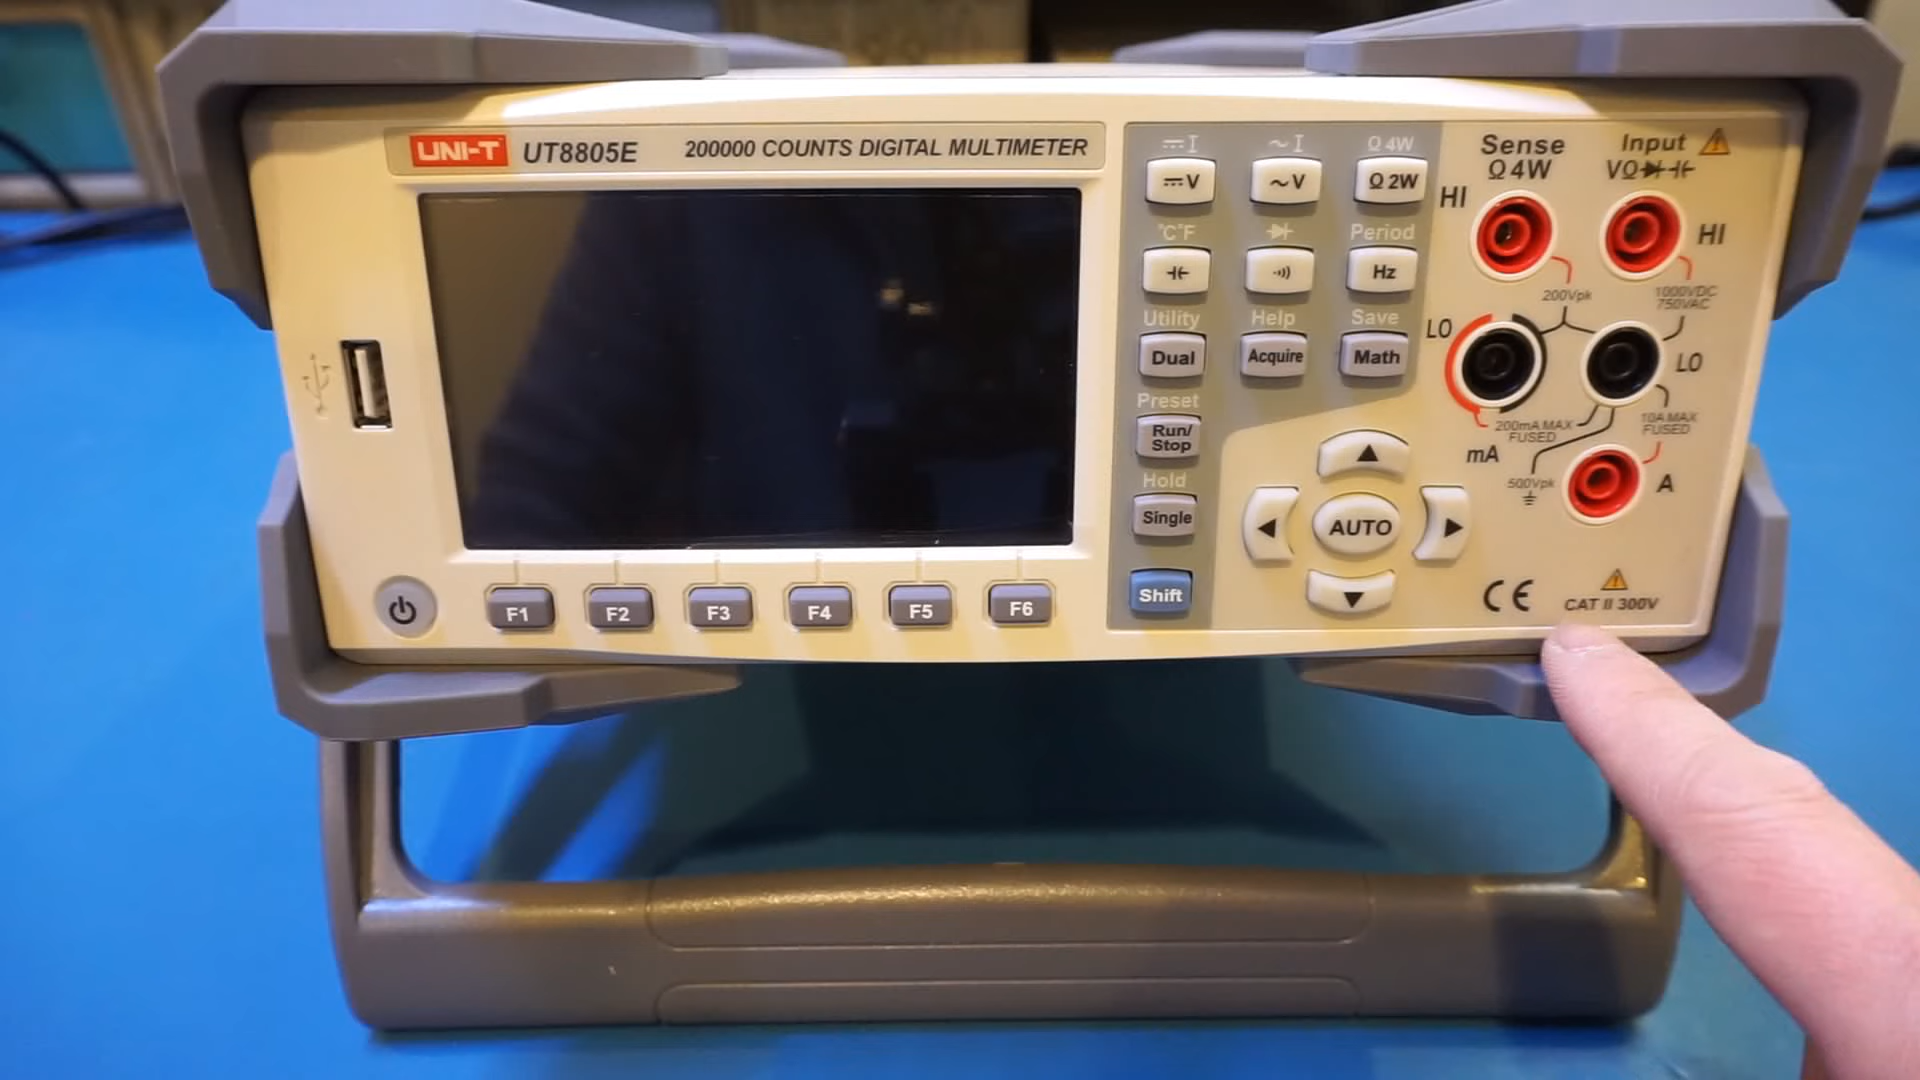 UNI-T UT8805E 200000 COUNTS DIGITAL MULTIMETER
I ~I Ω 4W
V ~V Ω 2W
°C°F Period
Hz
Utility Help Save
Dual Acquire Math
Preset
Run/
Stop
Hold
Single
Shift
AUTO
F1 F2 F3 F4 F5 F6
Sense
Ω 4W
HI
Input
VΩ
HI
200Vpk
1000VDC
750VAC
LO
LO
200mA MAX
FUSED
10A MAX
FUSED
mA
500Vpk
A
CE
CAT II 300V